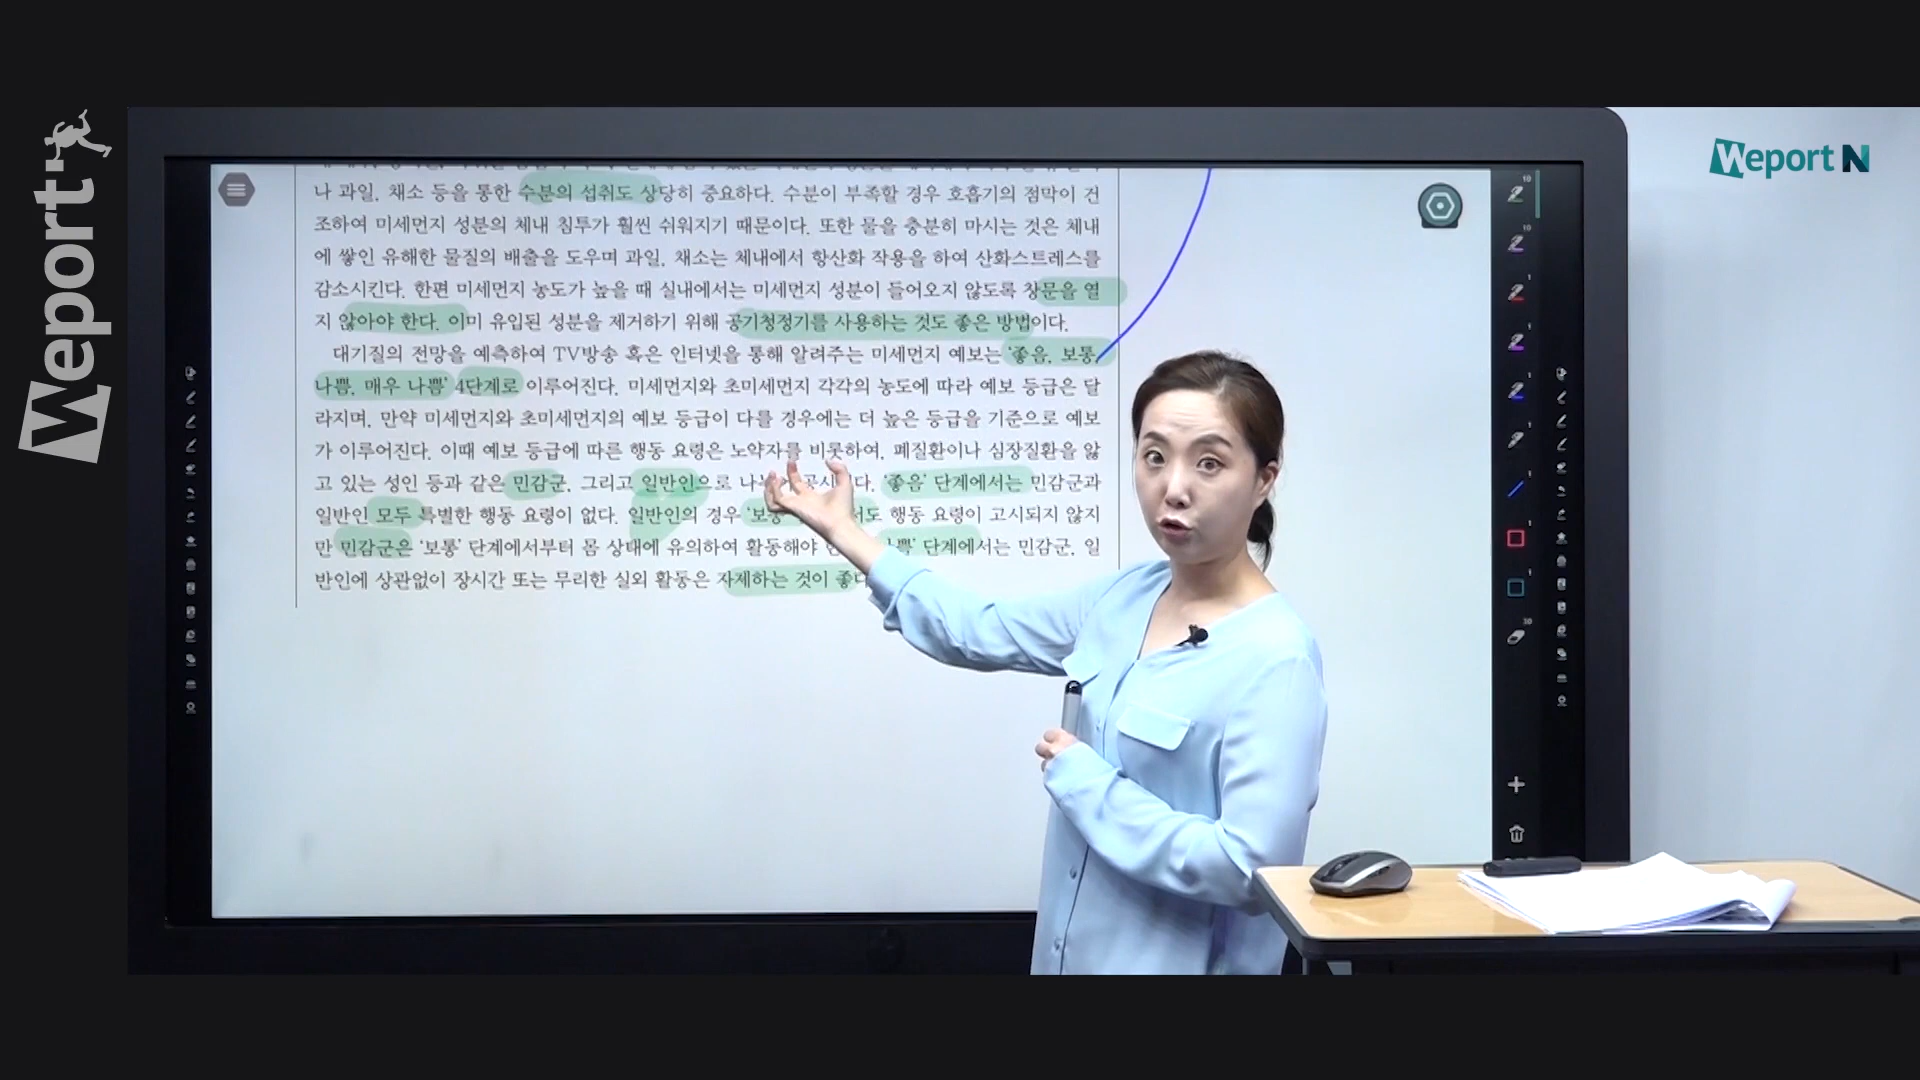 Weport
Weport N
나 과일, 채소 등을 통한 수분의 섭취도 상당히 중요하다. 수분이 부족할 경우 호흡기의 점막이 건
조하여 미세먼지 성분의 체내 침투가 훨씬 쉬워지기 때문이다. 또한 물을 충분히 마시는 것은 체내
에 쌓인 유해한 물질의 배출을 도우며 과일, 채소는 체내에서 항산화 작용을 하여 산화스트레스를
감소시킨다. 한편 미세먼지 농도가 높을 때 실내에서는 미세먼지 성분이 들어오지 않도록 창문을 열
지 않아야 한다. 이미 유입된 성분을 제거하기 위해 공기청정기를 사용하는 것도 좋은 방법이다.
대기질의 전망을 예측하여 TV방송 혹은 인터넷을 통해 알려주는 미세먼지 예보는 '좋음, 보통,
나쁨, 매우 나쁨' 4단계로 이루어진다. 미세먼지와 초미세먼지 각각의 농도에 따라 예보 등급은 달
라지며, 만약 미세먼지와 초미세먼지의 예보 등급이 다를 경우에는 더 높은 등급을 기준으로 예보
가 이루어진다. 이때 예보 등급에 따른 행동 요령은 노약자를 비롯하여, 폐질환이나 심장질환을 앓
고 있는 성인 등과 같은 민감군, 그리고 일반인으로 '좋음' 단계에서는 민감군과
일반인 모두 특별한 행동 요령이 없다. 일반인의 경우 '보통' 행동 요령이 고시되지 않지
만 민감군은 '보통' 단계에서부터 몸 상태에 유의하여 활동해야 단계에서는 민감군, 일
반인에 상관없이 장시간 또는 무리한 실외 활동은 자제하는 것이 좋다